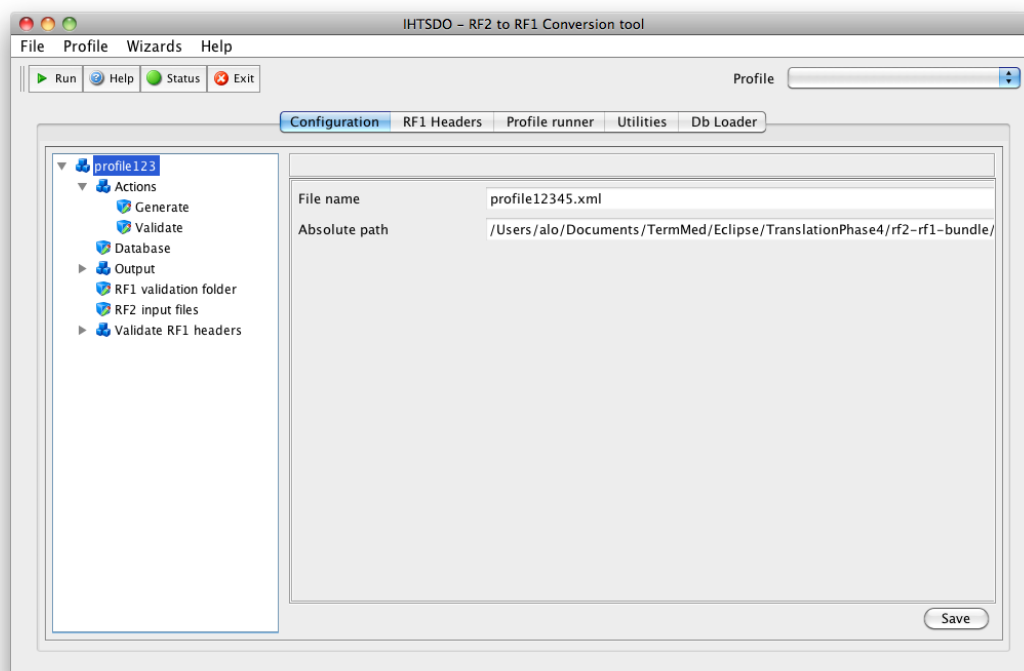 IHTSDO - RF2 to RF1 Conversion tool
File Profile Wizards Help
Run Help Status Exit Profile
Configuration RF1 Headers Profile runner Utilities Db Loader
profile123
Actions
Generate
Validate
Database
Output
RF1 validation folder
RF2 input files
Validate RF1 headers
File name profile12345.xml
Absolute path /Users/alo/Documents/TermMed/Eclipse/TranslationPhase4/rf2-rf1-bundle/
Save